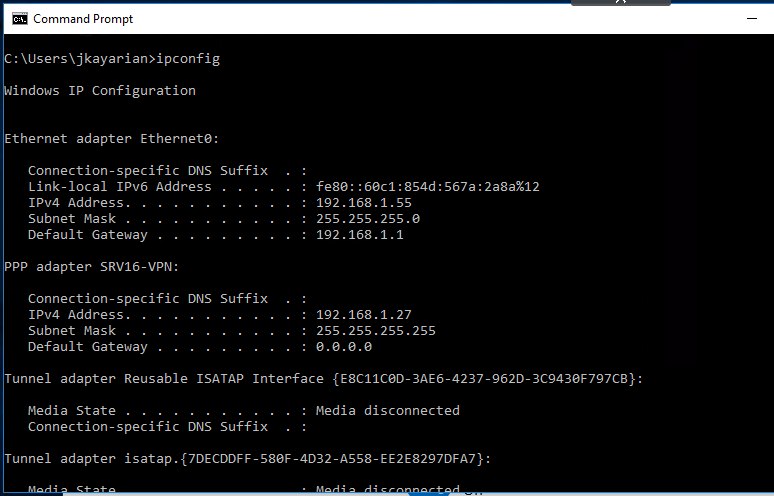 Command Prompt
C:\Users\jkayarian>ipconfig
Windows IP Configuration
Ethernet adapter Ethernet0:
Connection-specific DNS Suffix  . :
Link-local IPv6 Address . . . . . : fe80::60c1:854d:567a:2a8a%12
IPv4 Address. . . . . . . . . . . : 192.168.1.55
Subnet Mask . . . . . . . . . . . : 255.255.255.0
Default Gateway . . . . . . . . . : 192.168.1.1
PPP adapter SRV16-VPN:
Connection-specific DNS Suffix  . :
IPv4 Address. . . . . . . . . . . : 192.168.1.27
Subnet Mask . . . . . . . . . . . : 255.255.255.255
Default Gateway . . . . . . . . . : 0.0.0.0
Tunnel adapter Reusable ISATAP Interface {E8C11C0D-3AE6-4237-962D-3C9430F797CB}:
Media State . . . . . . . . . . . : Media disconnected
Connection-specific DNS Suffix  . :
Tunnel adapter isatap.{7DECDDFF-580F-4D32-A558-EE2E8297DFA7}:
Media State . . . . . . . . . . . : Media disconnected